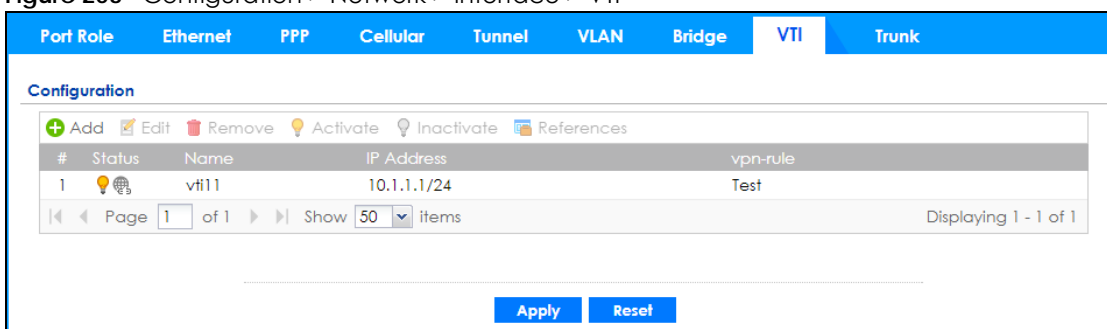 Port Role Ethernet PPP Cellular Tunnel VLAN Bridge VTI Trunk
Configuration
Add Edit Remove Activate Inactivate References
# Status Name IP Address vpn-rule
1 vti11 10.1.1.1/24 Test
Page 1 of 1 Show 50 items Displaying 1 - 1 of 1
Apply Reset